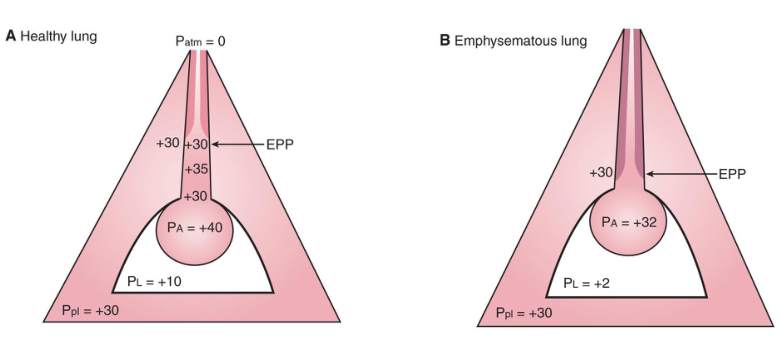 A Healthy lung
Patm = 0
+30 +30
EPP
+35
+30
PA = +40
PL = +10
Ppl = +30
B Emphysematous lung
+30
EPP
PA = +32
PL = +2
Ppl = +30